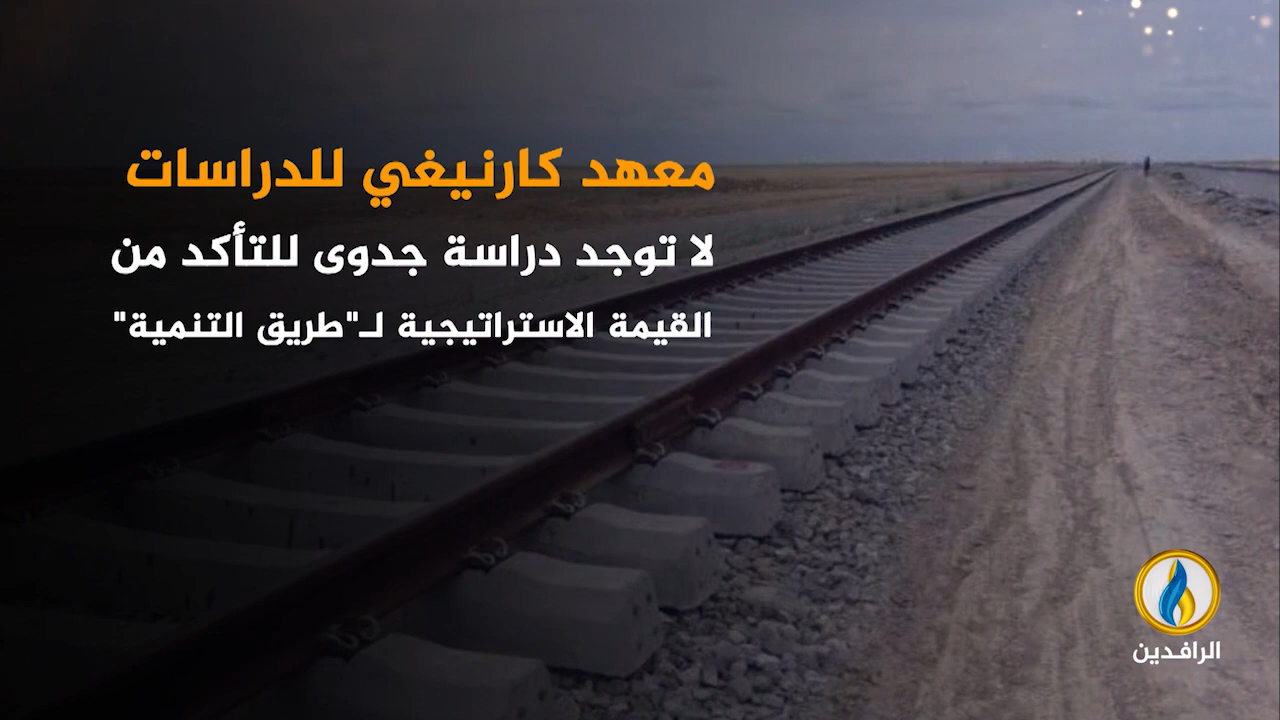 معهد كارنيغي للدراسات
لا توجد دراسة جدوى للتأكد من
القيمة الاستراتيجية لـ"طريق التنمية"
الرافدين